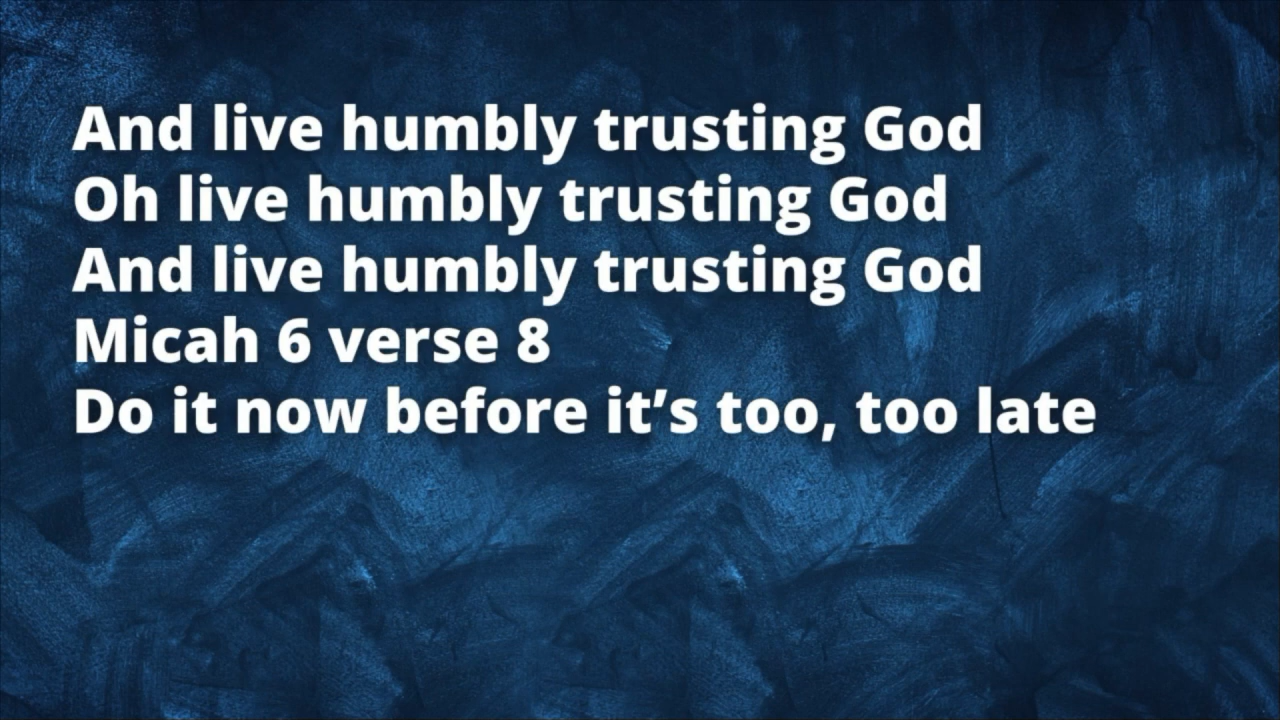 And live humbly trusting God
Oh live humbly trusting God
And live humbly trusting God
Micah 6 verse 8
Do it now before it’s too, too late